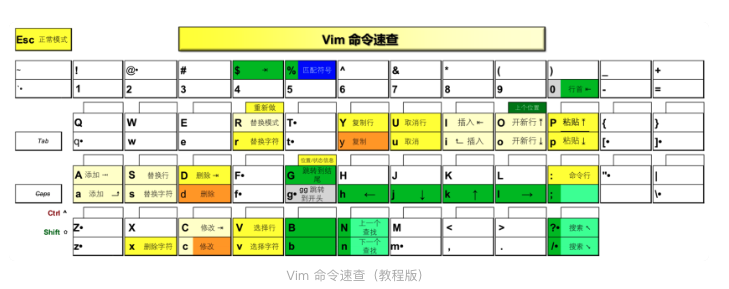 Esc 正常模式
Vim 命令速查
~ ! @• # $ % 匹配符号 ^ & * ( ) _ +
`• 1 2 3 4 5 6 7 8 9 0 行首⇤ - =
重新做 上个位置
Q W E R 替换模式 T• Y 复制行 U 取消行 I 插入⇤ O 开新行↑ P 粘贴↑ { }
Tab q• w e r 替换字符 t• y 复制 u 取消 i 插入 o 开新行↓ p 粘贴↓ [• ]•
位置/状态信息
A 添加⇥ S 替换行 D 删除⇥ F• G 跳转到结尾 H J K L : 命令行 "• |
Caps a 添加 s 替换字符 d 删除 f• g• gg 跳转到开头 h ← j ↓ k ↑ l → ; \•
Ctrl ^
Shift o Z• X C 修改⇥ V 选择行 B N 上一个查找 M < > ?• 搜索
z• x 删除字符 c 修改 v 选择字符 b n 下一个查找 m• , . /• 搜索
Vim 命令速查（教程版）